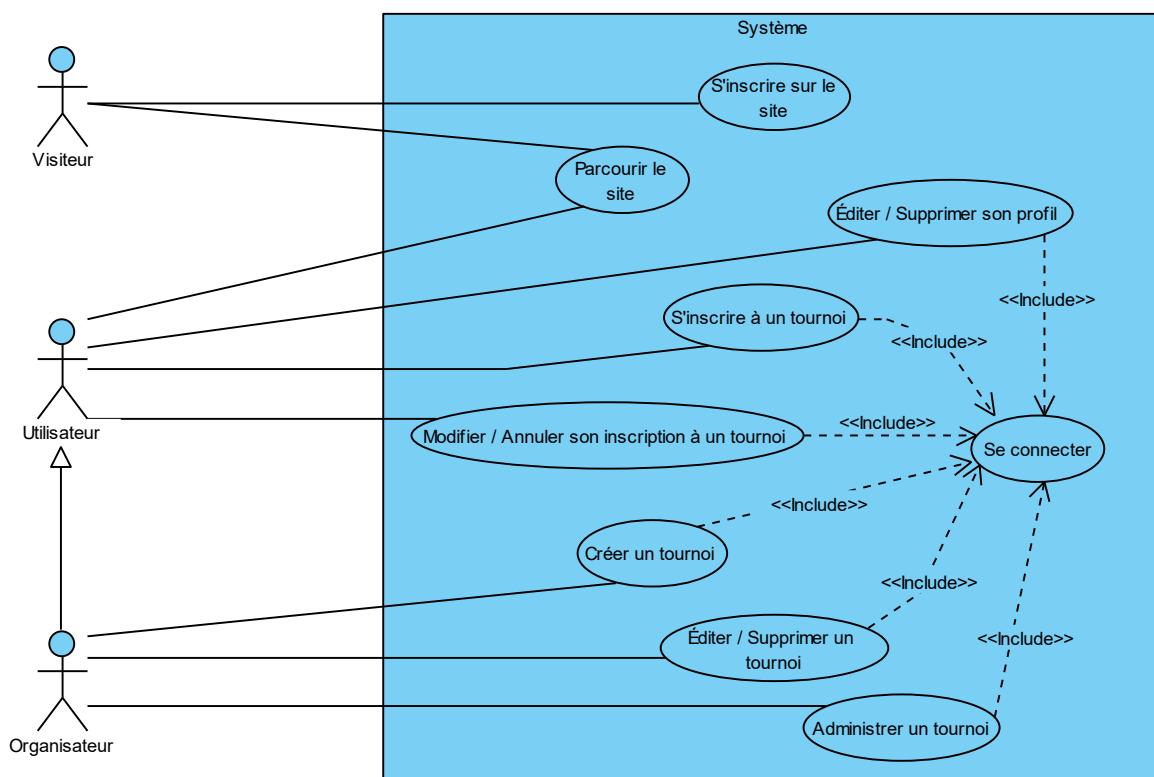 Système
S'inscrire sur le
site
Visiteur
Parcourir le
site
Éditer / Supprimer son profil
<<Include>>
S'inscrire à un tournoi
<<Include>>
Utilisateur
Modifier / Annuler son inscription à un tournoi
<<Include>>
Se connecter
<<Include>>
Créer un tournoi
<<Include>>
Éditer / Supprimer un
tournoi
<<Include>>
Administrer un tournoi
Organisateur